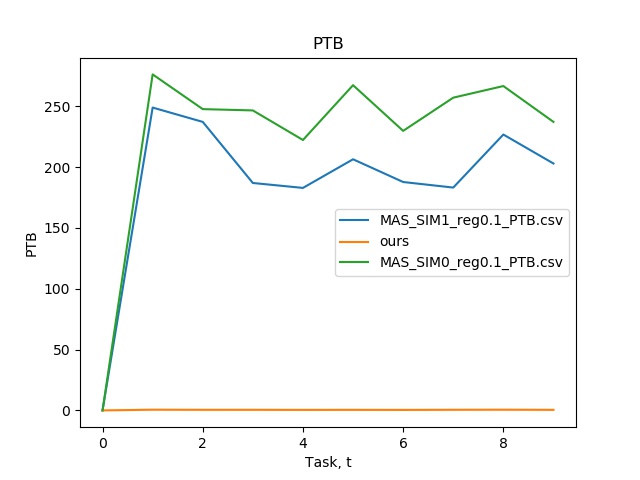 PTB
250
200
150
100
50
0
PTB
MAS_SIM1_reg0.1_PTB.csv
ours
MAS_SIM0_reg0.1_PTB.csv
0 2 4 6 8
Task, t